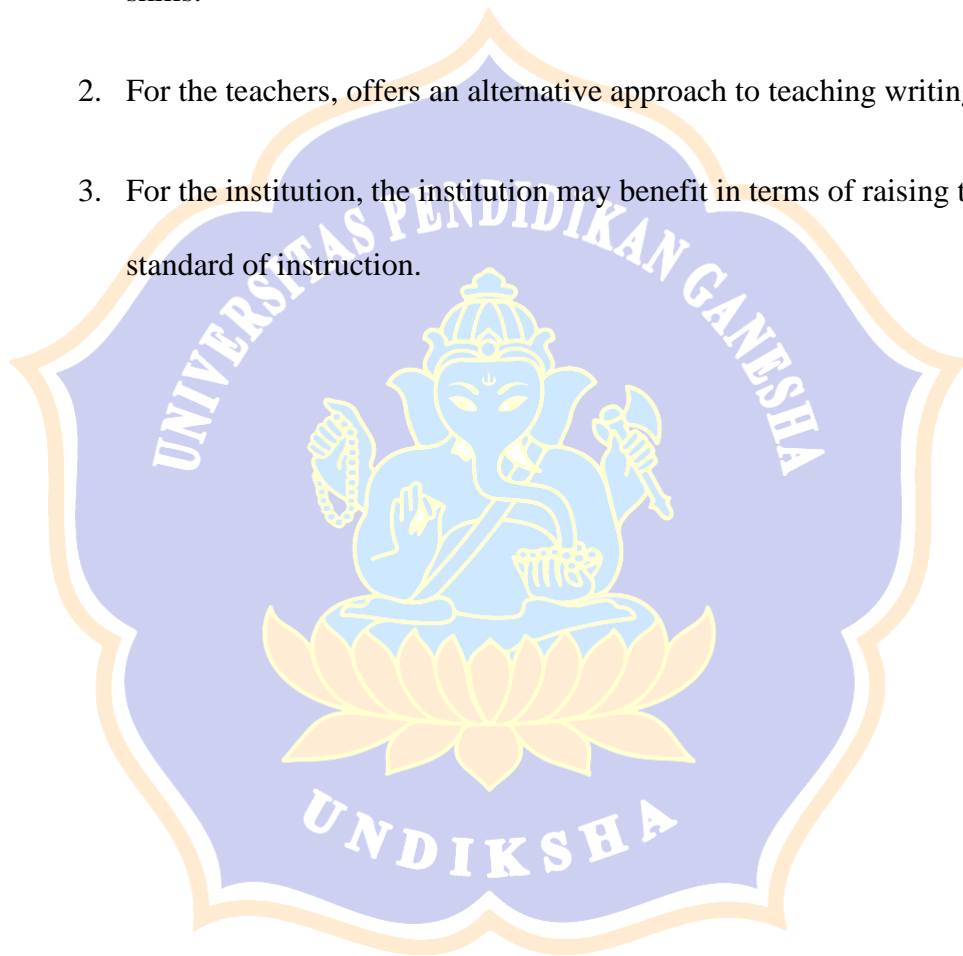 2. For the teachers, offers an alternative approach to teaching writing
3. For the institution, the institution may benefit in terms of raising
standard of instruction.
UNIVERSITAS PENDIDIKAN GANESHA
UNDIKSHA